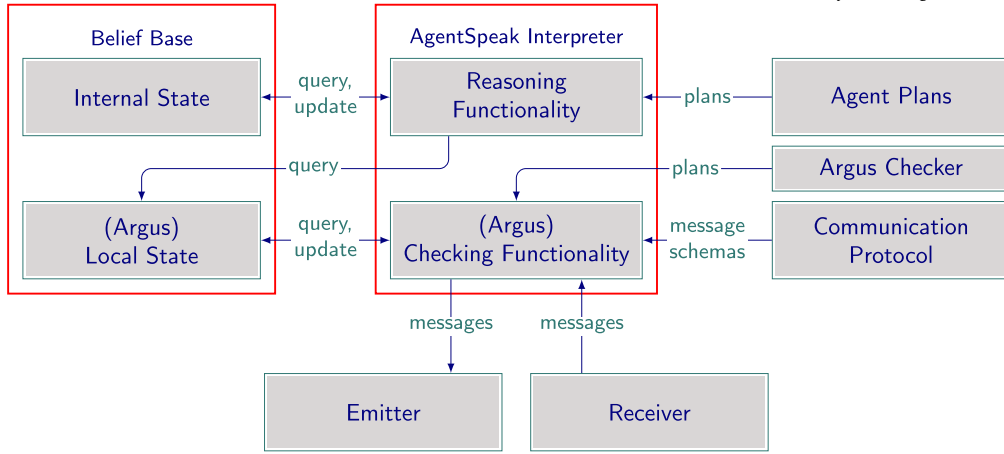 Belief Base
AgentSpeak Interpreter
Internal State
query,
update
Reasoning
Functionality
plans
Agent Plans
query
plans
Argus Checker
(Argus)
Local State
query,
update
(Argus)
Checking Functionality
message
schemas
Communication
Protocol
messages
messages
Emitter
Receiver